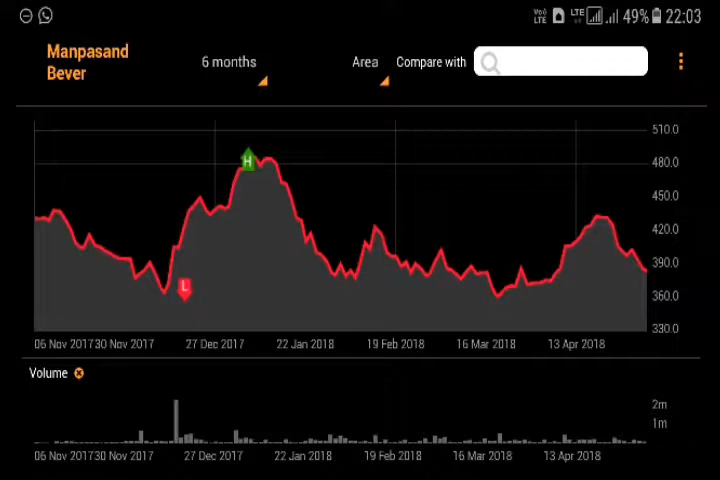 Vo)) LTE LTE 49% 22:03
Manpasand Bever
6 months
Area
Compare with
H
L
510.0
480.0
450.0
420.0
390.0
360.0
330.0
06 Nov 2017 30 Nov 2017 27 Dec 2017 22 Jan 2018 19 Feb 2018 16 Mar 2018 13 Apr 2018
Volume
2m
1m
06 Nov 2017 30 Nov 2017 27 Dec 2017 22 Jan 2018 19 Feb 2018 16 Mar 2018 13 Apr 2018